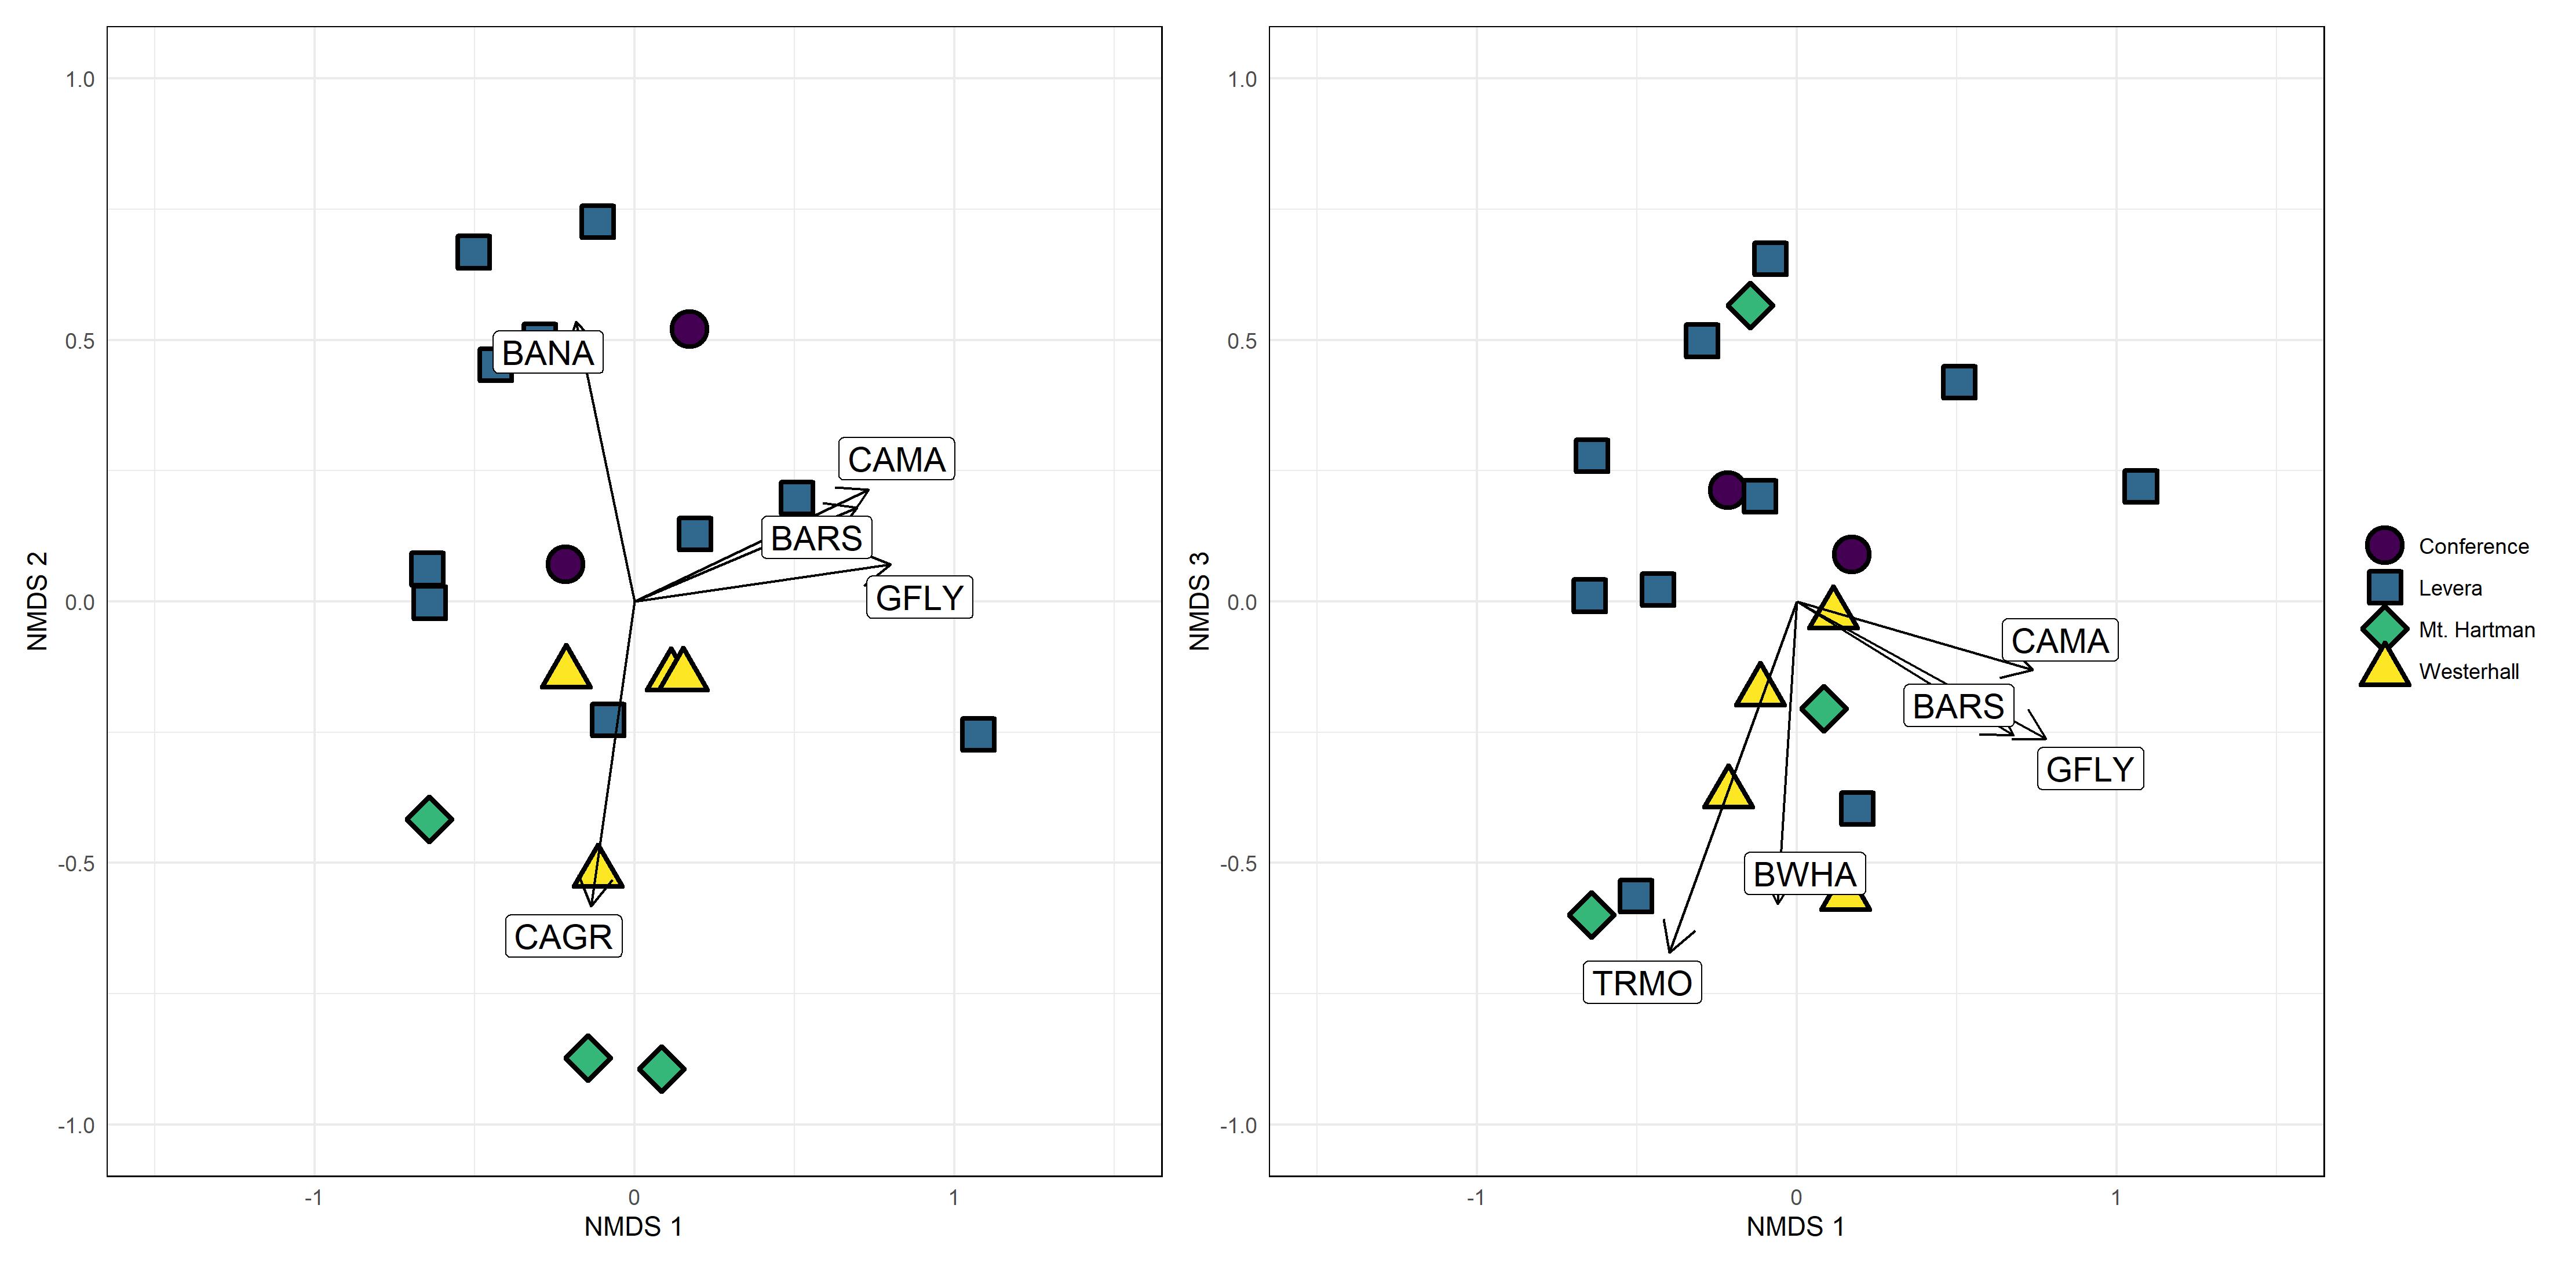 1.0
0.5
0.0
-0.5
-1.0
NMDS 2
BANA
CAMA
BARS
GFLY
CAGR
-1 0 1
NMDS 1
1.0
0.5
0.0
-0.5
-1.0
NMDS 3
CAMA
BARS
GFLY
BWHA
TRMO
-1 0 1
NMDS 1
Conference
Levera
Mt. Hartman
Westerhall